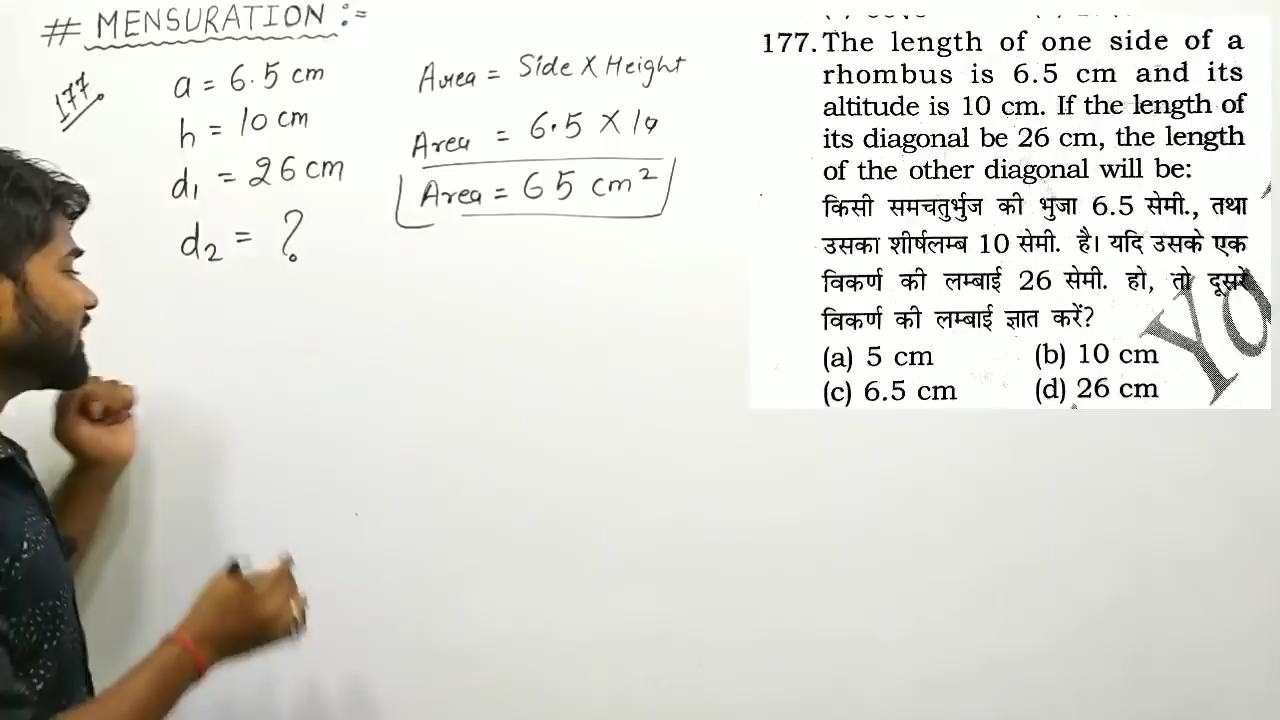 # MENSURATION :-
177.
a = 6.5 cm
h = 10 cm
d1 = 26 cm
d2 = ?
Area = Side X Height
Area = 6.5 X 10
Area = 65 cm²
177. The length of one side of a
rhombus is 6.5 cm and its
altitude is 10 cm. If the length of
its diagonal be 26 cm, the length
of the other diagonal will be:
किसी समचतुर्भुज की भुजा 6.5 सेमी., तथा
उसका शीर्षलम्ब 10 सेमी. है। यदि उसके एक
विकर्ण की लम्बाई 26 सेमी. हो, तो दूसरे
विकर्ण की लम्बाई ज्ञात करें?
(a) 5 cm (b) 10 cm
(c) 6.5 cm (d) 26 cm